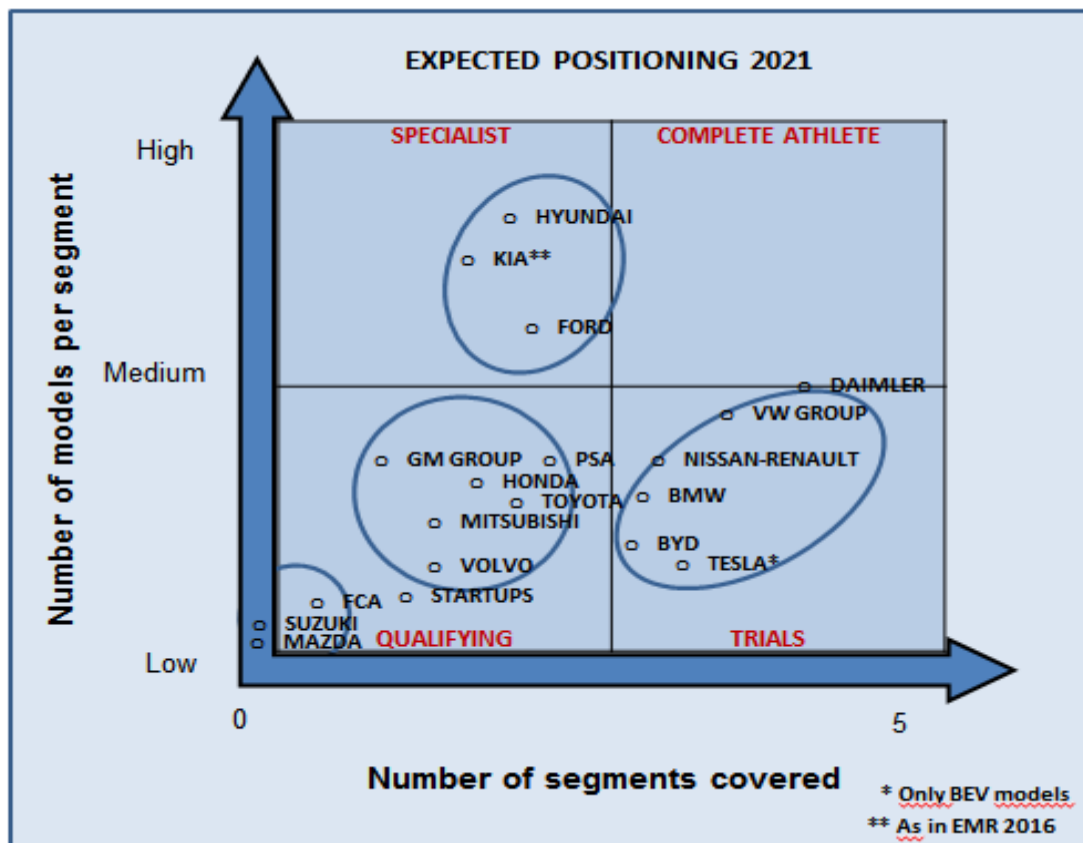 EXPECTED POSITIONING 2021
SPECIALIST
COMPLETE ATHLETE
High
HYUNDAI
KIA**
FORD
Number of models per segment
Medium
DAIMLER
VW GROUP
GM GROUP
PSA
NISSAN-RENAULT
HONDA
BMW
TOYOTA
MITSUBISHI
BYD
VOLVO
TESLA*
FCA
STARTUPS
SUZUKI
MAZDA
QUALIFYING
TRIALS
Low
0
5
Number of segments covered
* Only BEV models
** As in EMR 2016